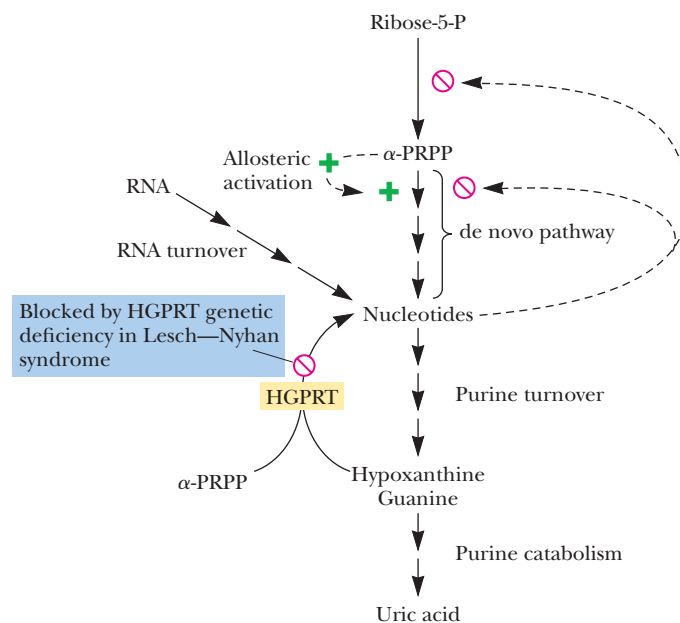 Ribose-5-P
α-PRPP
Allosteric
activation
RNA
RNA turnover
de novo pathway
Blocked by HGPRT genetic
deficiency in Lesch—Nyhan
syndrome
Nucleotides
HGPRT
Purine turnover
α-PRPP
Hypoxanthine
Guanine
Purine catabolism
Uric acid